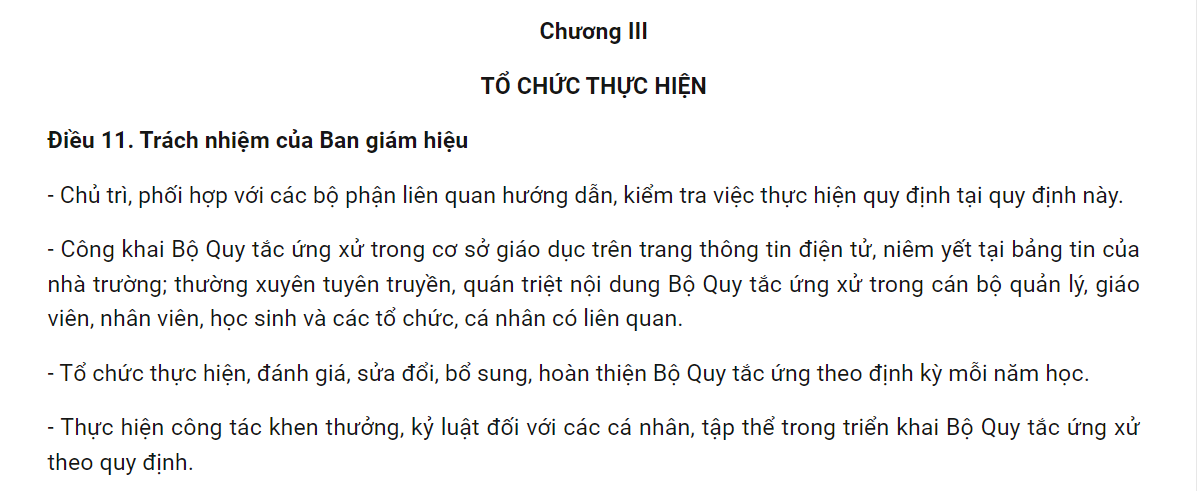 Chương III
TỔ CHỨC THỰC HIỆN
Điều 11. Trách nhiệm của Ban giám hiệu
- Chủ trì, phối hợp với các bộ phận liên quan hướng dẫn, kiểm tra việc thực hiện quy định tại quy định này.
- Công khai Bộ Quy tắc ứng xử trong cơ sở giáo dục trên trang thông tin điện tử, niêm yết tại bảng tin của
nhà trường; thường xuyên tuyên truyền, quán triệt nội dung Bộ Quy tắc ứng xử trong cán bộ quản lý, giáo
viên, nhân viên, học sinh và các tổ chức, cá nhân có liên quan.
- Tổ chức thực hiện, đánh giá, sửa đổi, bổ sung, hoàn thiện Bộ Quy tắc ứng theo định kỳ mỗi năm học.
- Thực hiện công tác khen thưởng, kỷ luật đối với các cá nhân, tập thể trong triển khai Bộ Quy tắc ứng xử
theo quy định.